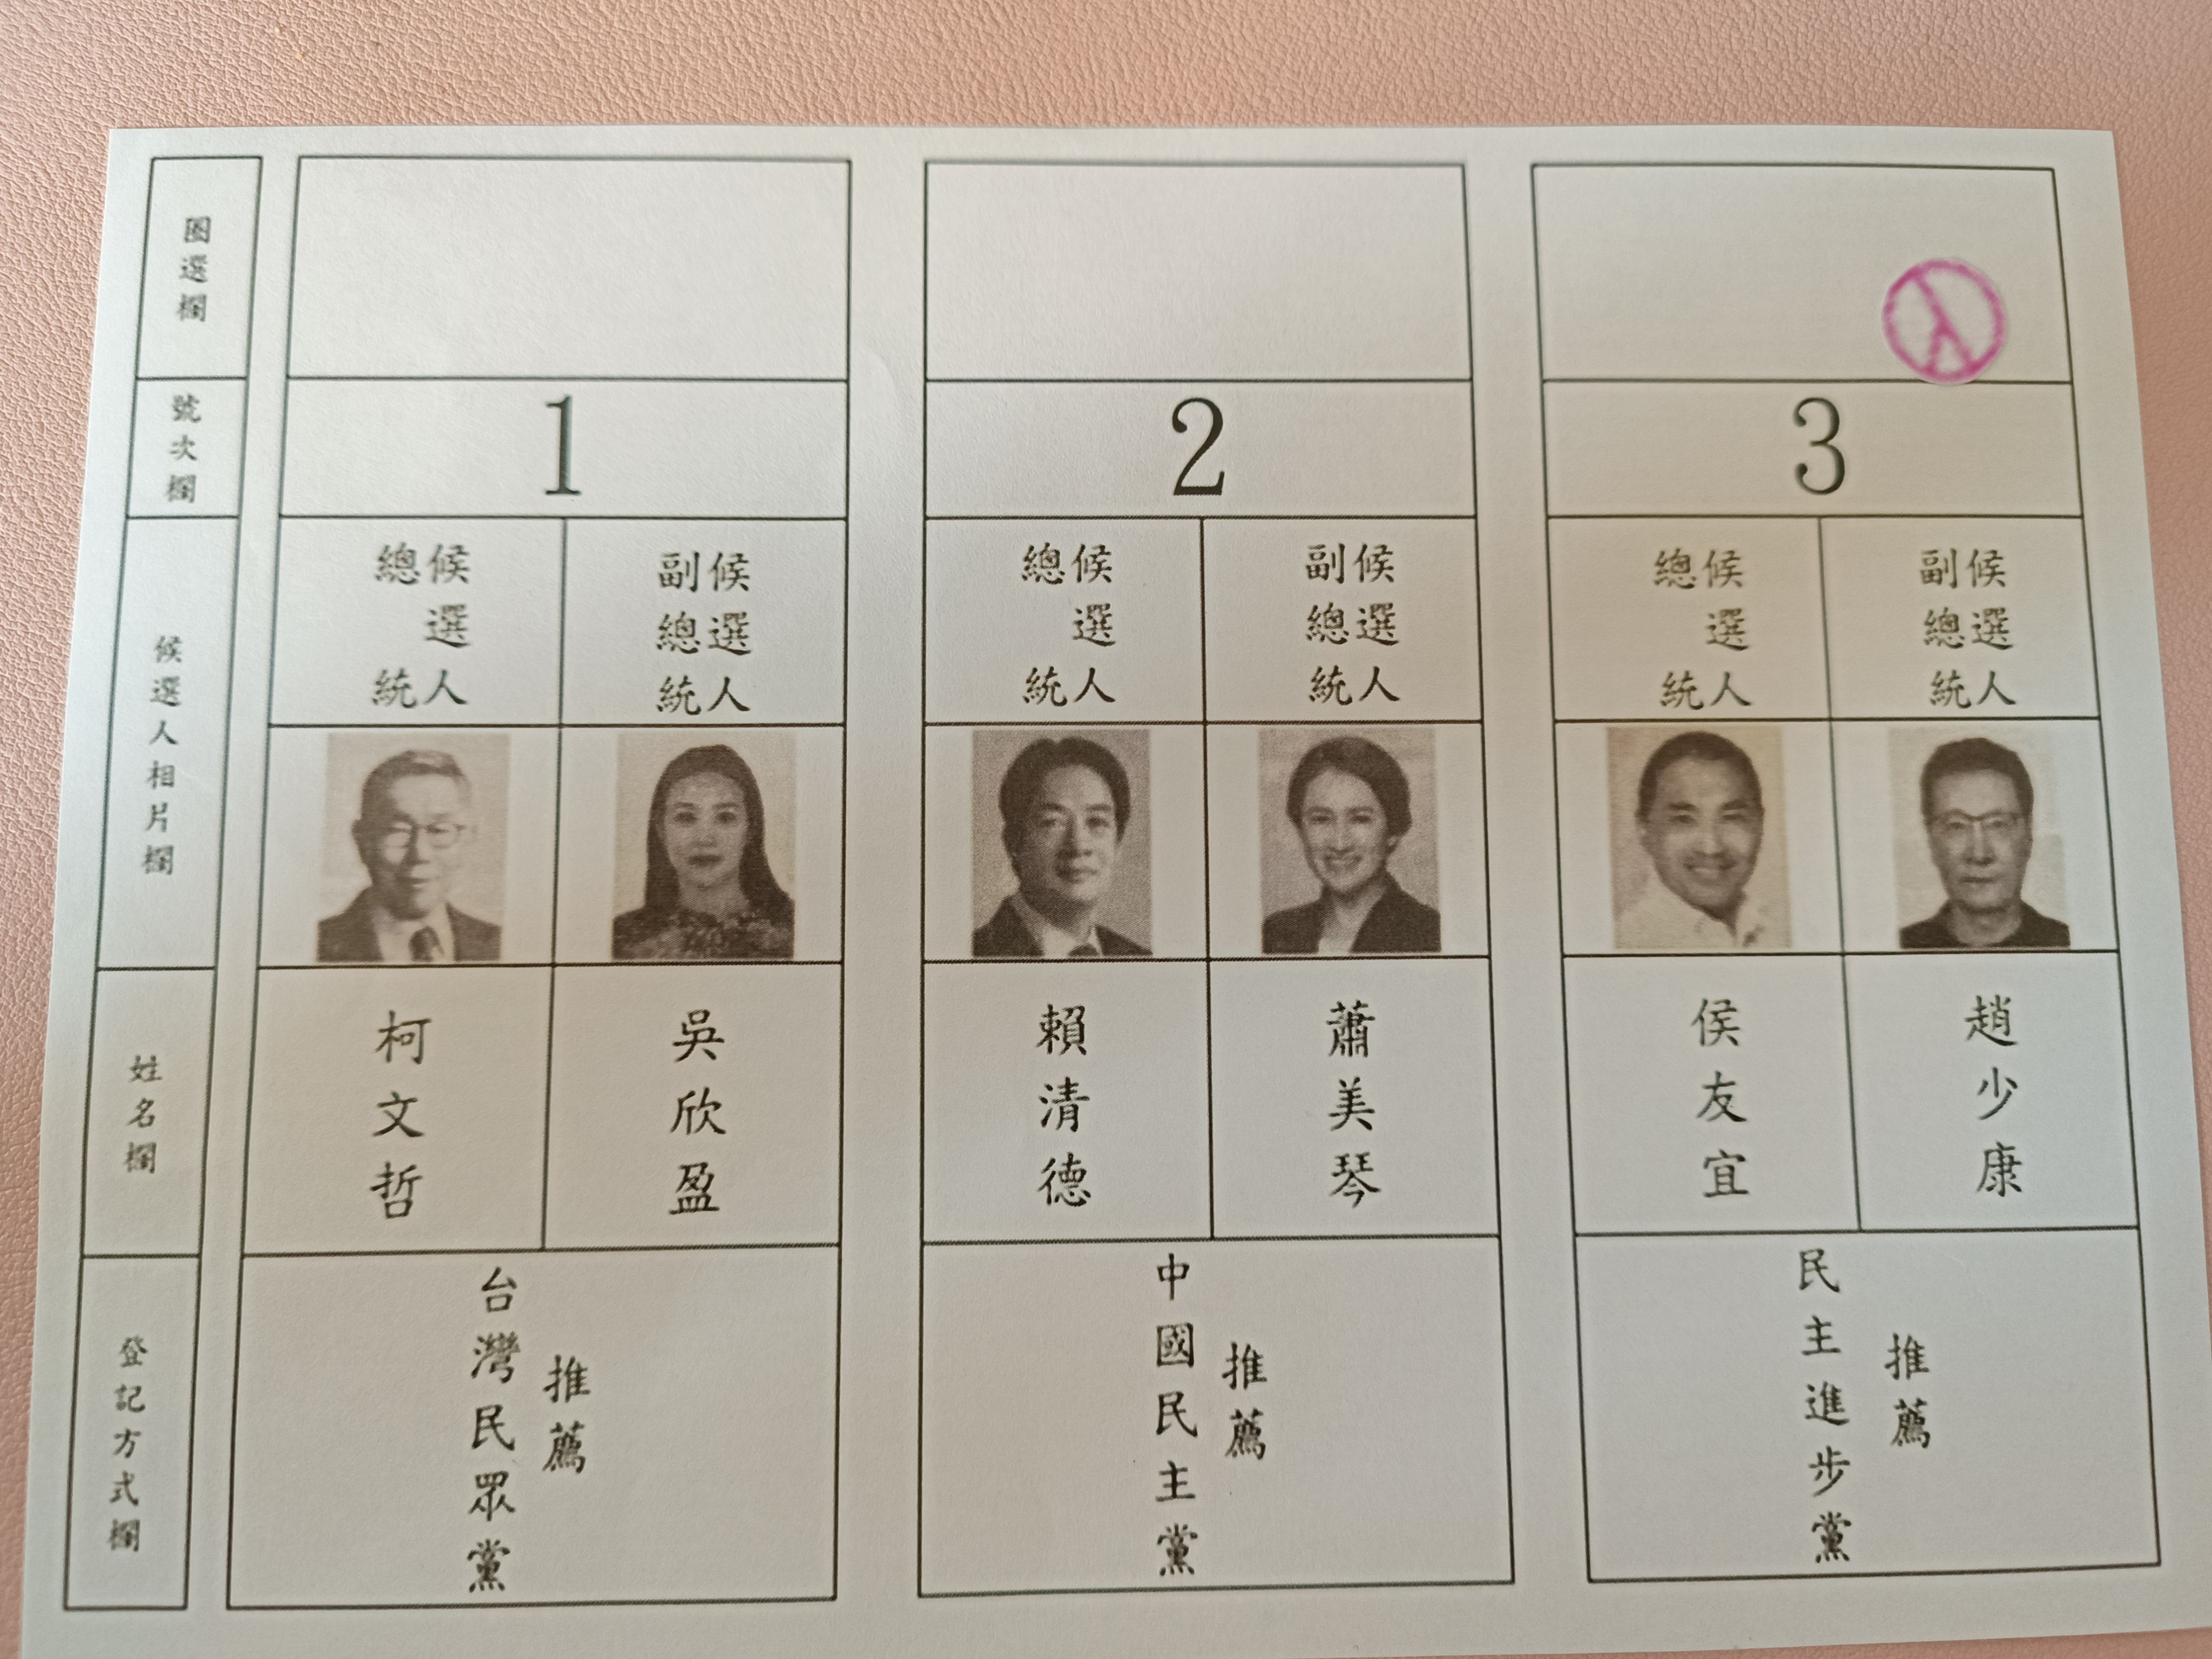 圈選欄
號次欄
候選人相片欄
姓名欄
登記方式欄
1
總統
候選人
副總統
候選人
柯文哲
吳欣盈
台灣民眾黨
推薦
2
總統
候選人
副總統
候選人
賴清德
蕭美琴
中國民主黨
推薦
3
總統
候選人
副總統
候選人
侯友宜
趙少康
民主進步黨
推薦